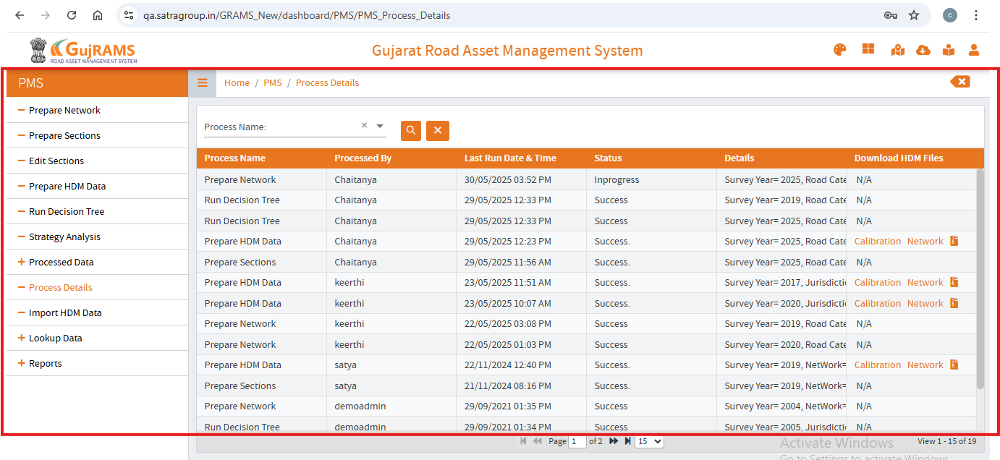 qa.satragroup.in/GRAMS_New/dashboard/PMS/PMS_Process_Details
c
GujRAMS
ROAD ASSET MANAGEMENT SYSTEM
Gujarat Road Asset Management System
PMS
Home / PMS / Process Details
Prepare Network
Prepare Sections
Edit Sections
Prepare HDM Data
Run Decision Tree
Strategy Analysis
Processed Data
Process Details
Import HDM Data
Lookup Data
Reports
Process Name:
Process Name Processed By Last Run Date & Time Status Details Download HDM Files
Prepare Network Chaitanya 30/05/2025 03:52 PM Inprogress Survey Year= 2025, Road Cate N/A
Run Decision Tree Chaitanya 29/05/2025 12:33 PM Success Survey Year= 2019, Road Cate N/A
Run Decision Tree Chaitanya 29/05/2025 12:33 PM Success Survey Year= 2025, Road Cate N/A
Prepare HDM Data Chaitanya 29/05/2025 12:23 PM Success. Survey Year= 2025, Road Cate Calibration Network
Prepare Sections Chaitanya 29/05/2025 11:56 AM Success. Survey Year= 2025, Road Cate N/A
Prepare HDM Data keerthi 23/05/2025 11:51 AM Success. Survey Year= 2017, Jurisdictio Calibration Network
Prepare HDM Data keerthi 23/05/2025 10:07 AM Success. Survey Year= 2020, Jurisdictio Calibration Network
Prepare Network keerthi 22/05/2025 03:08 PM Success Survey Year= 2019, Road Cate N/A
Prepare Network keerthi 22/05/2025 01:03 PM Success Survey Year= 2020, Road Cate N/A
Prepare HDM Data satya 22/11/2024 12:40 PM Success. Survey Year= 2019, NetWork= Calibration Network
Prepare Sections satya 21/11/2024 08:16 PM Success. Survey Year= 2019, NetWork= N/A
Prepare Network demoadmin 29/09/2021 01:35 PM Success Survey Year= 2004, NetWork= N/A
Run Decision Tree demoadmin 29/09/2021 01:34 PM Success Survey Year= 2005, Jurisdictio N/A
Page 1 of 2 15 View 1 - 15 of 19
Activate Windows
Go to Settings to activate Windows.